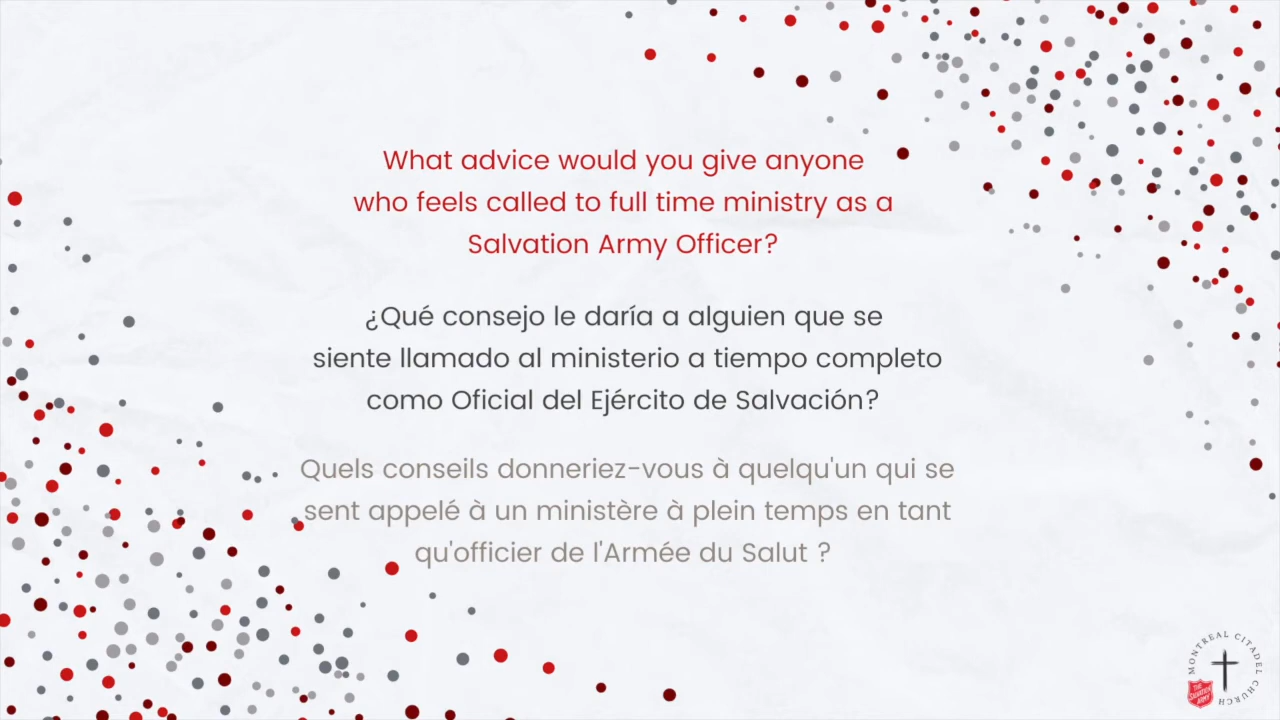 What advice would you give anyone
who feels called to full time ministry as a
Salvation Army Officer?
¿Qué consejo le daría a alguien que se
siente llamado al ministerio a tiempo completo
como Oficial del Ejército de Salvación?
Quels conseils donneriez-vous à quelqu'un qui se
sent appelé à un ministère à plein temps en tant
qu'officier de l'Armée du Salut ?
MONTREAL CITADEL CHURCH
THE
SALVATION
ARMY